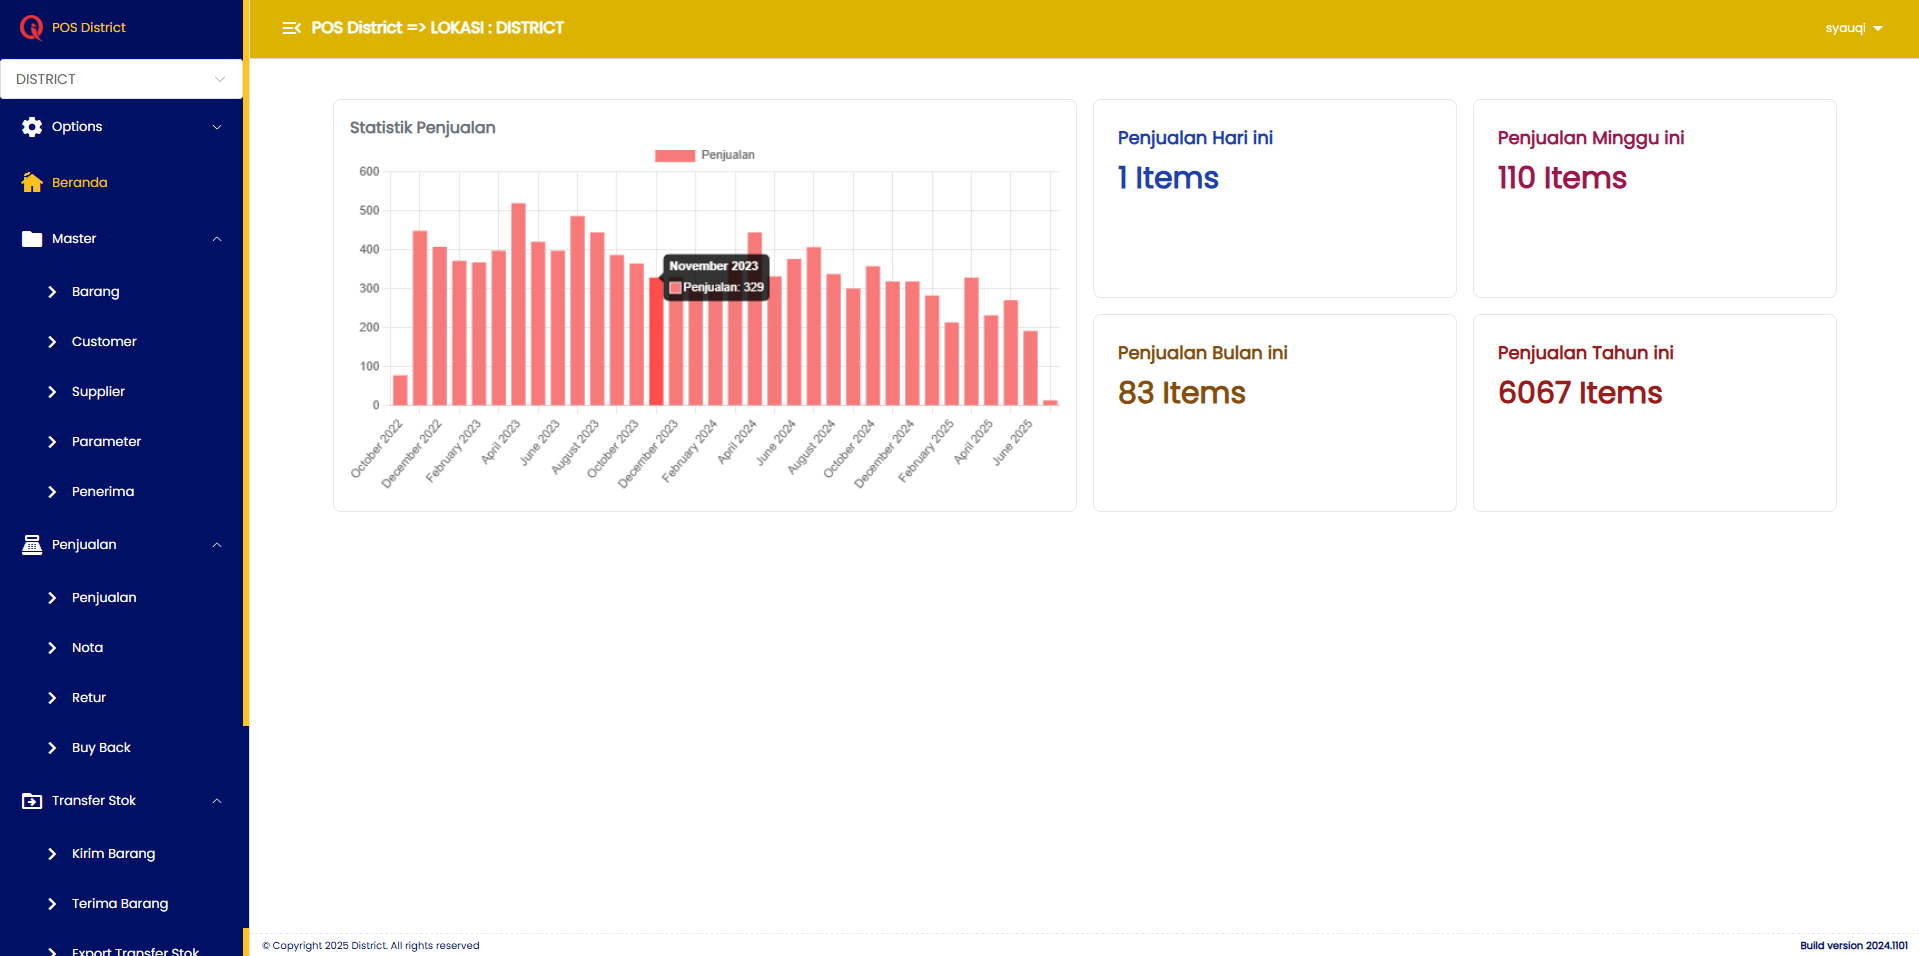 POS District
DISTRICT
Options
Beranda
Master
Barang
Customer
Supplier
Parameter
Penerima
Penjualan
Penjualan
Nota
Retur
Buy Back
Transfer Stok
Kirim Barang
Terima Barang
Export Transfer Stok
POS District => LOKASI : DISTRICT
syauqi
Statistik Penjualan
Penjualan
600
500
400
300
200
100
0
November 2023
Penjualan: 329
October 2022
December 2022
February 2023
April 2023
June 2023
August 2023
October 2023
December 2023
February 2024
April 2024
June 2024
August 2024
October 2024
December 2024
February 2025
April 2025
June 2025
Penjualan Hari ini
1 Items
Penjualan Minggu ini
110 Items
Penjualan Bulan ini
83 Items
Penjualan Tahun ini
6067 Items
© Copyright 2025 District. All rights reserved
Build version 2024.1101